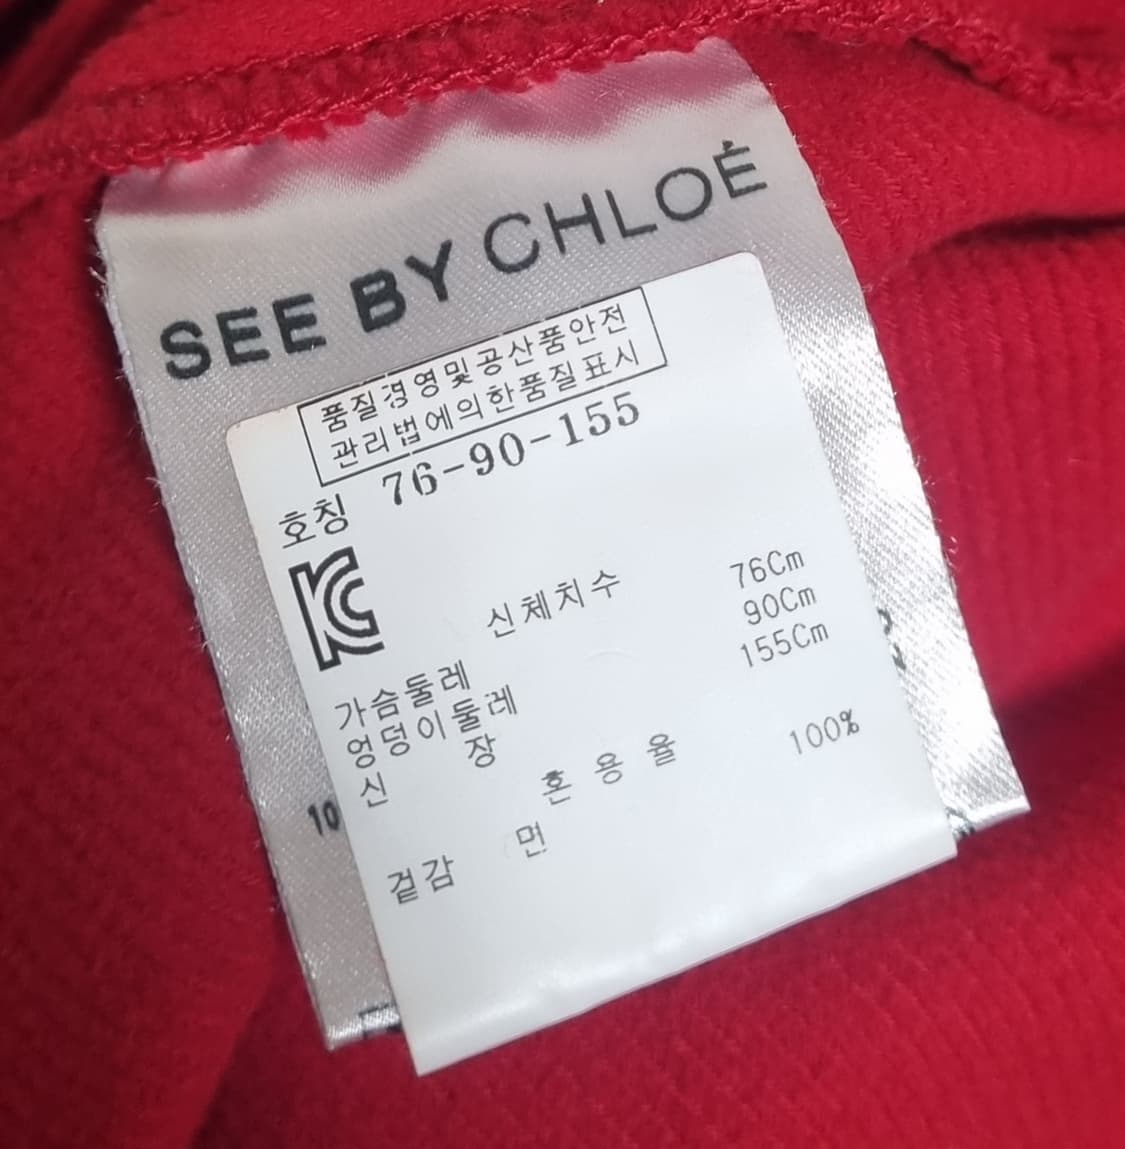 SEE BY CHLOÉ
품질경영및공산품안전
관리법에의한품질표시
호칭 76-90-155
신체치수
가슴둘레 76Cm
엉덩이둘레 90Cm
신 장 155Cm
혼 용 율
겉감 면 100%
10